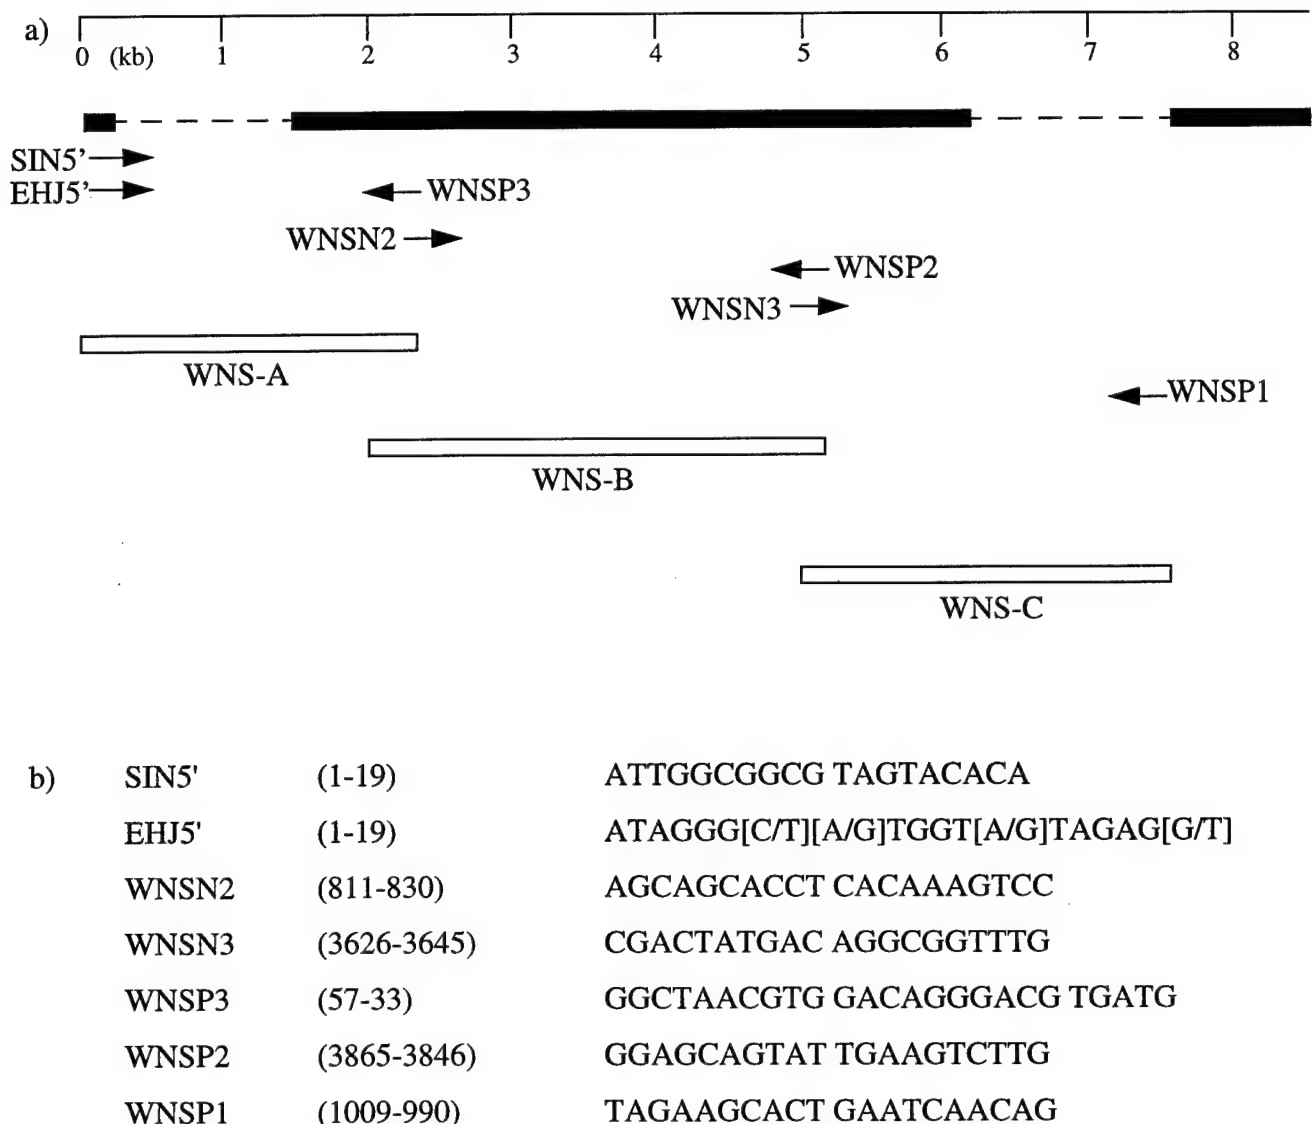 a)
0 (kb) 1 2 3 4 5 6 7 8
SIN5’
EHJ5’ WNSP3
WNSN2
WNSP2
WNSN3
WNS-A
WNSP1
WNS-B
WNS-C
b) SIN5' (1-19) ATTGGCGGCG TAGTACACA
EHJ5' (1-19) ATAGGG[C/T][A/G]TGGT[A/G]TAGAG[G/T]
WNSN2 (811-830) AGCAGCACCT CACAAAGTCC
WNSN3 (3626-3645) CGACTATGAC AGGCGGTTTG
WNSP3 (57-33) GGCTAACGTG GACAGGGACG TGATG
WNSP2 (3865-3846) GGAGCAGTAT TGAAGTCTTG
WNSP1 (1009-990) TAGAAGCACT GAATCAACAG